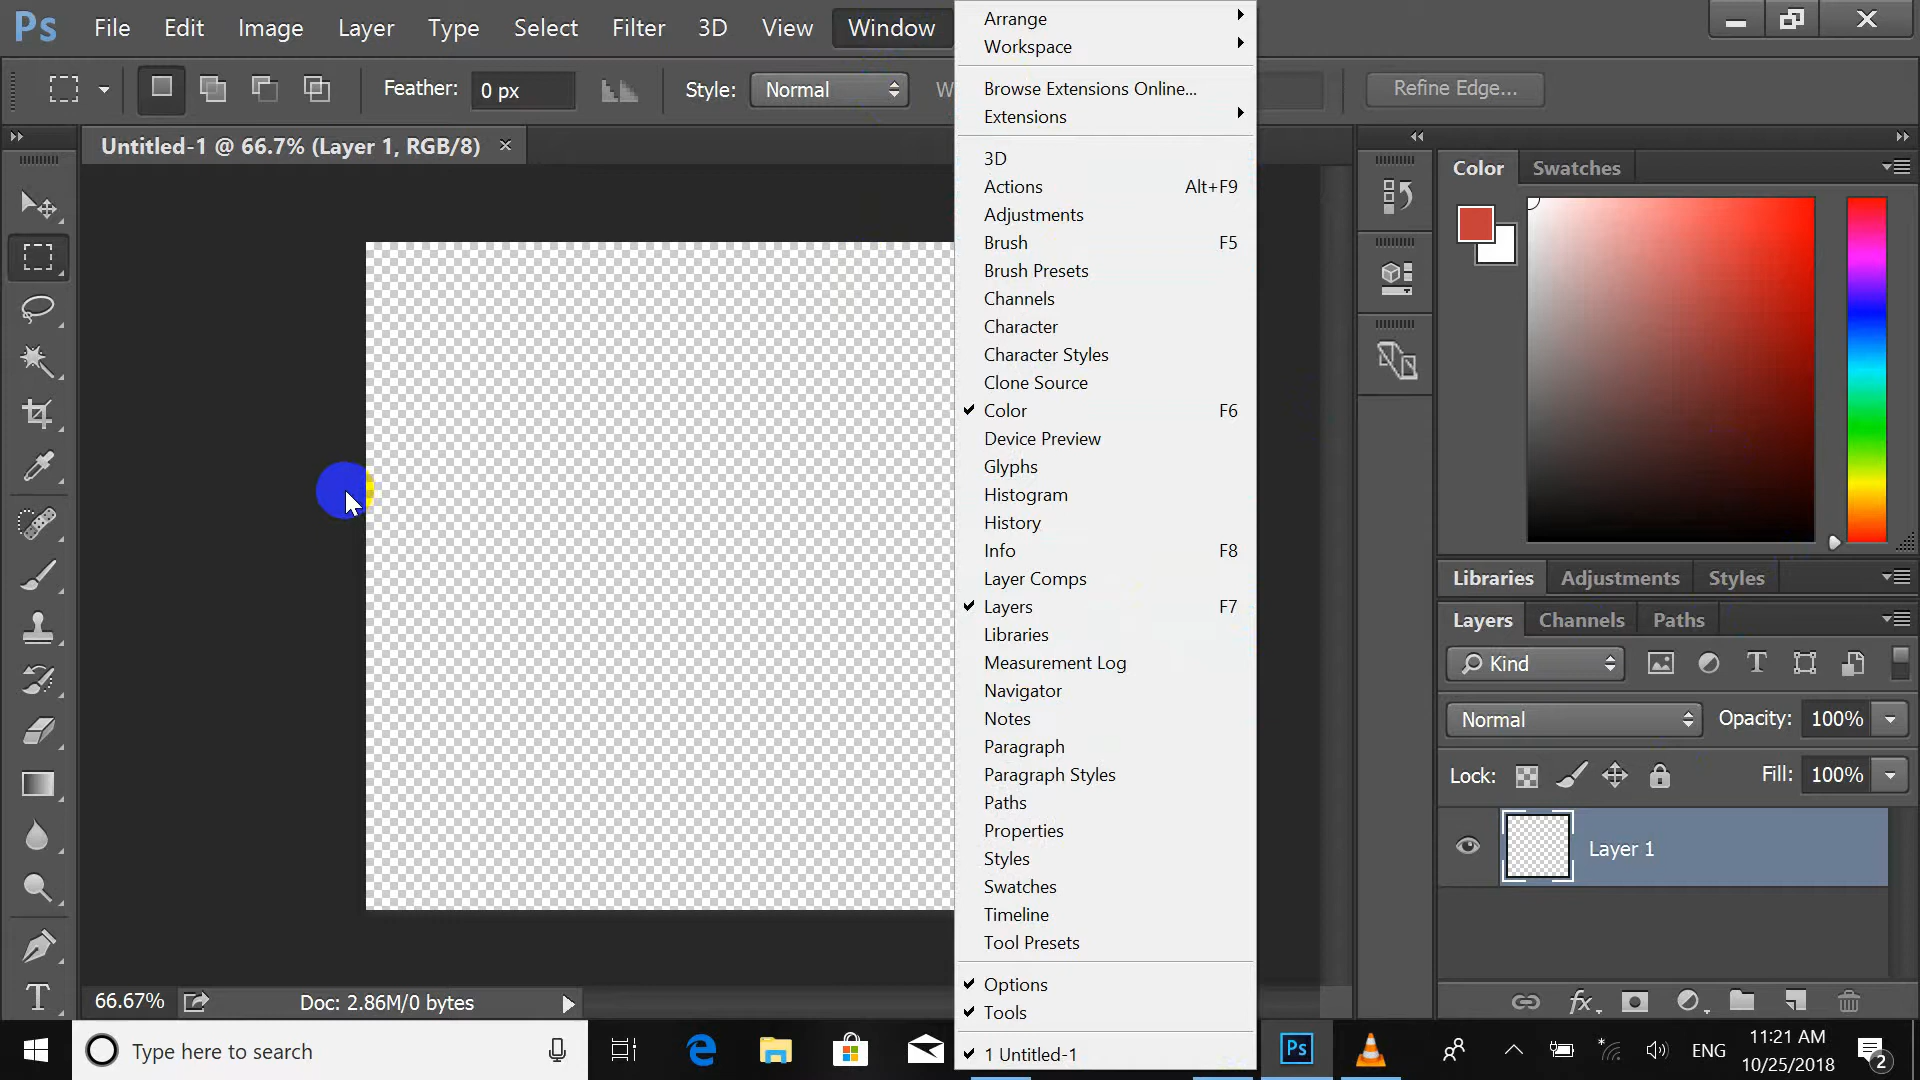 Ps File Edit Image Layer Type Select Filter 3D View Window
Feather: 0 px Style: Normal W Refine Edge...
Untitled-1 @ 66.7% (Layer 1, RGB/8) ×
Arrange
Workspace
Browse Extensions Online...
Extensions
3D
Actions Alt+F9
Adjustments
Brush F5
Brush Presets
Channels
Character
Character Styles
Clone Source
Color F6
Device Preview
Glyphs
Histogram
History
Info F8
Layer Comps
Layers F7
Libraries
Measurement Log
Navigator
Notes
Paragraph
Paragraph Styles
Paths
Properties
Styles
Swatches
Timeline
Tool Presets
Options
Tools
1 Untitled-1
Color Swatches
Libraries Adjustments Styles
Layers Channels Paths
Kind
Normal Opacity: 100%
Lock: Fill: 100%
Layer 1
fx
66.67% Doc: 2.86M/0 bytes
Type here to search
Ps
ENG
11:21 AM
10/25/2018
2